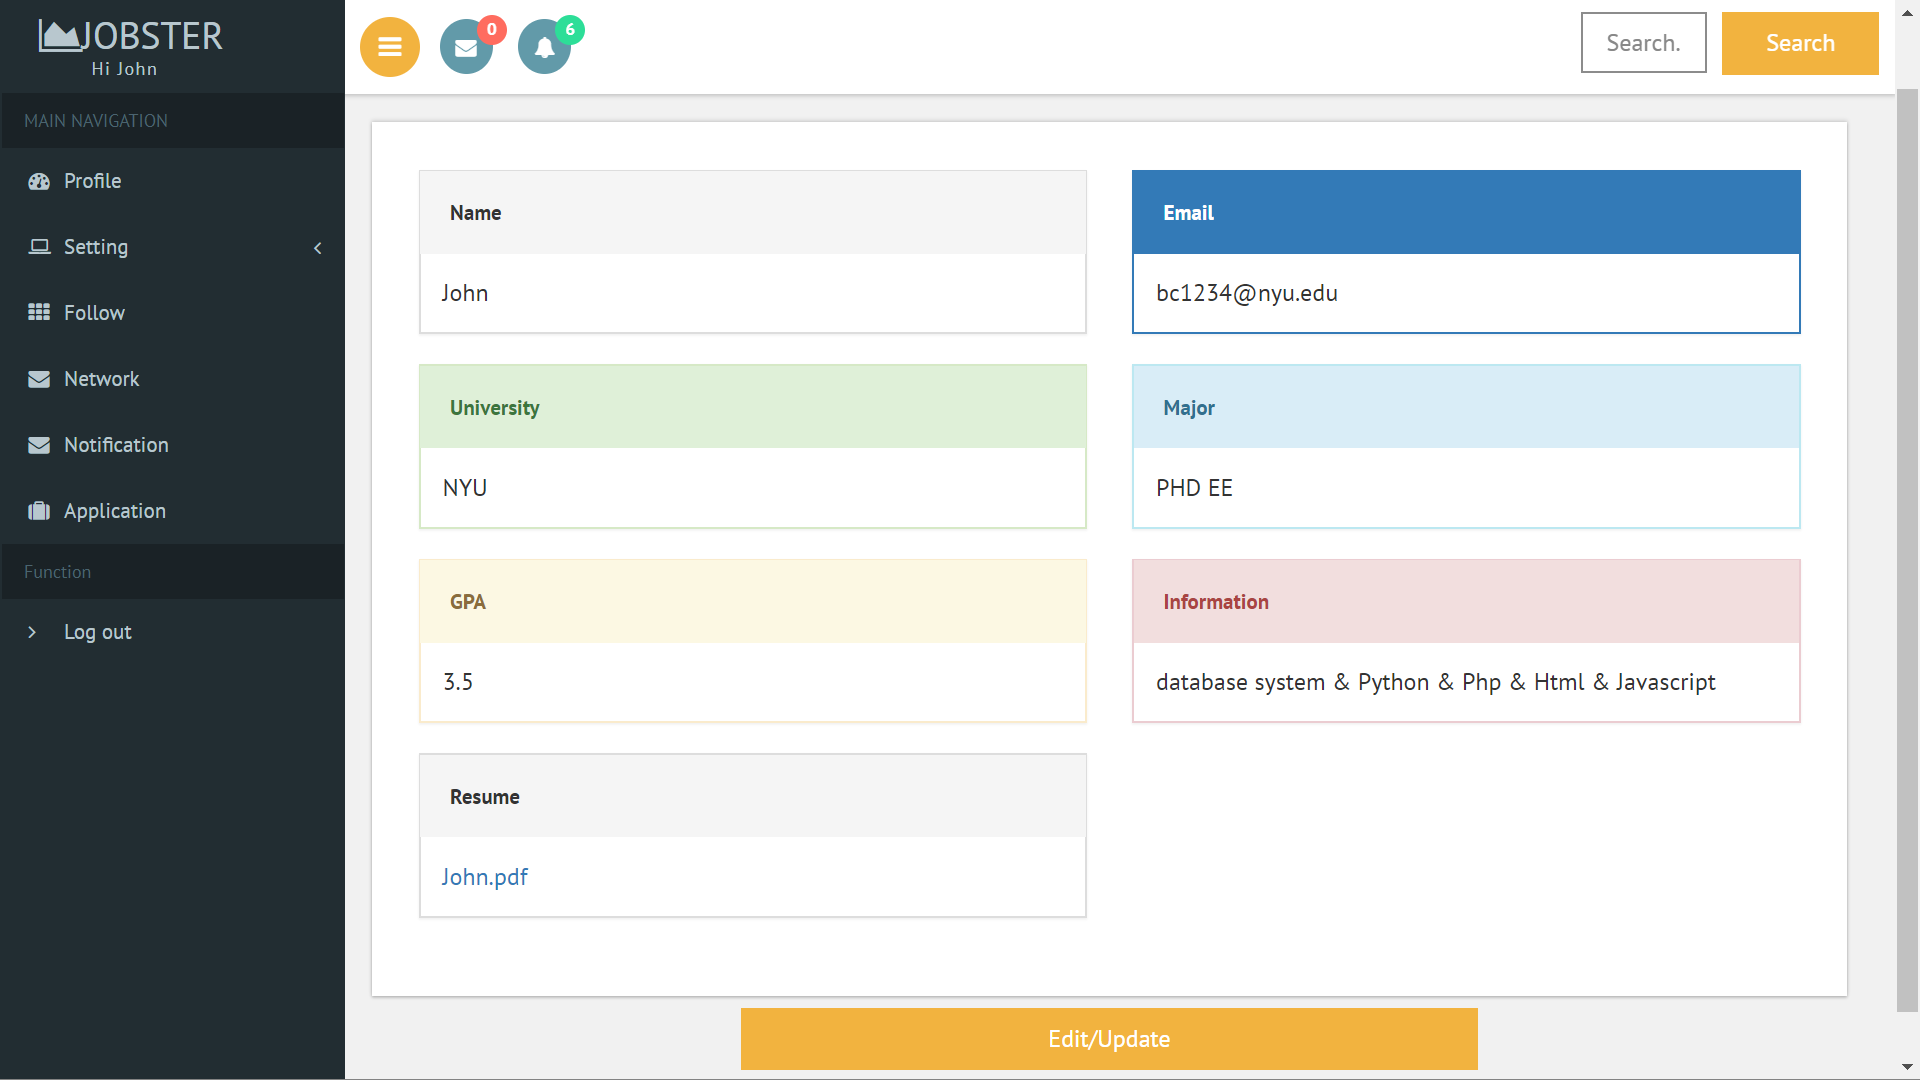 JOBSTER
Hi John
MAIN NAVIGATION
Profile
Setting
Follow
Network
Notification
Application
Function
Log out
0
6
Search.
Search
Name
John
Email
bc1234@nyu.edu
University
NYU
Major
PHD EE
GPA
3.5
Information
database system & Python & Php & Html & Javascript
Resume
John.pdf
Edit/Update